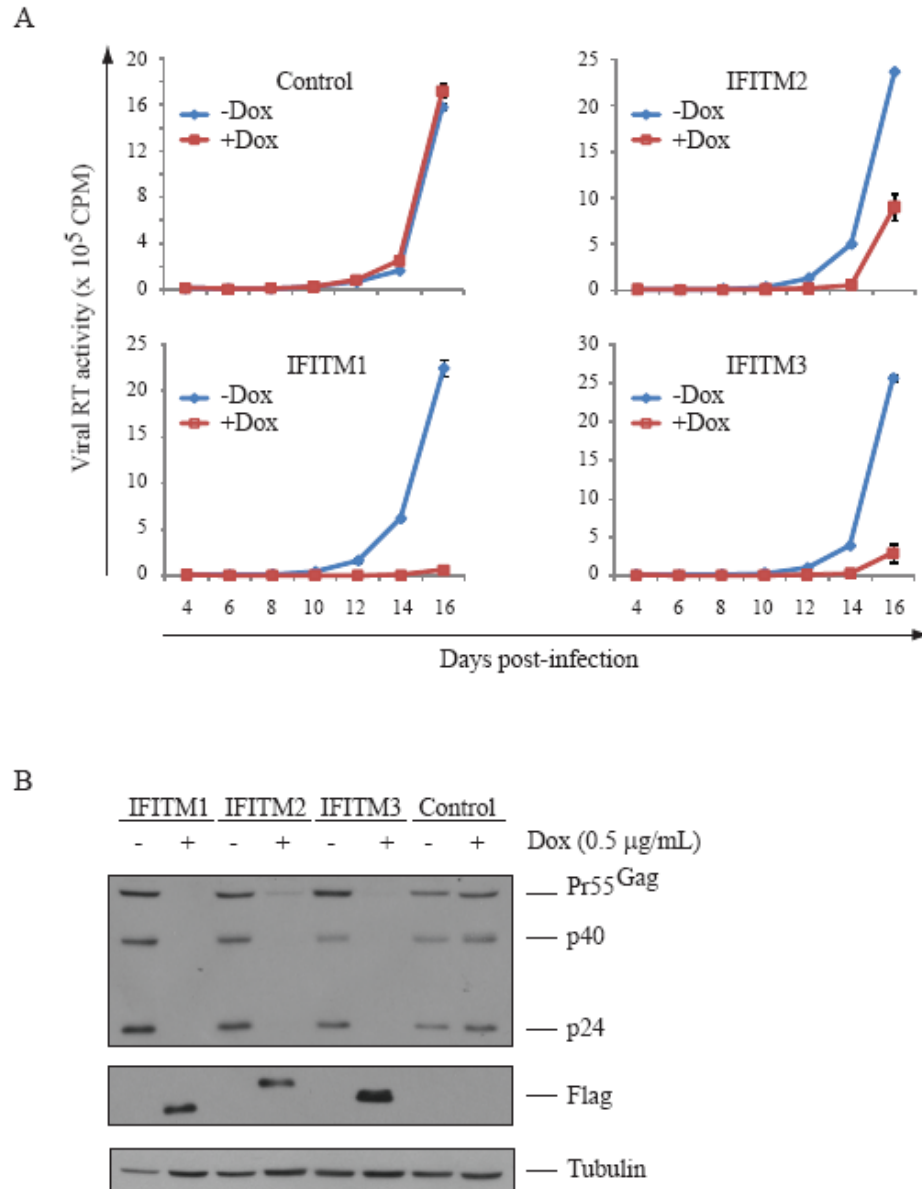 A
Viral RT activity (x 10⁵ CPM)
Control
-Dox
+Dox
20
16
12
8
4
0
IFITM2
-Dox
+Dox
25
20
15
10
5
0
IFITM1
-Dox
+Dox
25
20
15
10
5
0
4 6 8 10 12 14 16
IFITM3
-Dox
+Dox
30
25
20
15
10
5
0
4 6 8 10 12 14 16
Days post-infection
B
IFITM1 IFITM2 IFITM3 Control
- + - + - + - + Dox (0.5 µg/mL)
Pr55^Gag
p40
p24
Flag
Tubulin